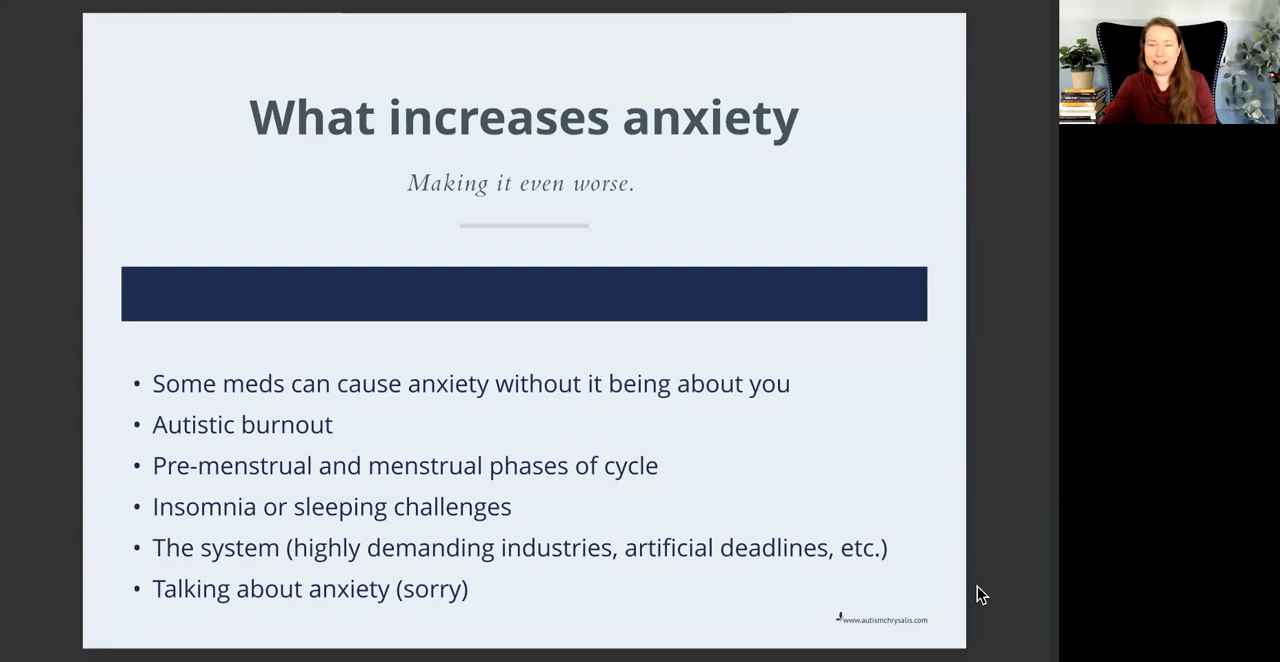 What increases anxiety
Making it even worse.
• Some meds can cause anxiety without it being about you
• Autistic burnout
• Pre-menstrual and menstrual phases of cycle
• Insomnia or sleeping challenges
• The system (highly demanding industries, artificial deadlines, etc.)
• Talking about anxiety (sorry)
www.autismchrysalis.com